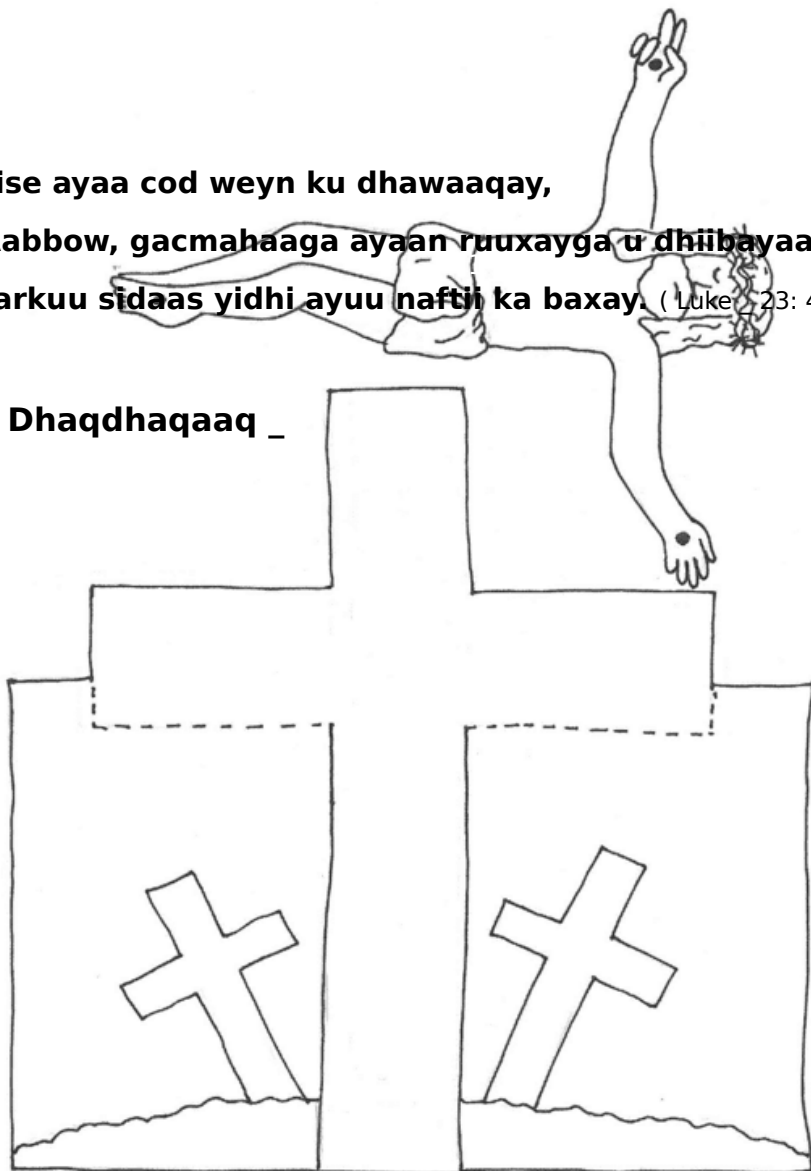 ise ayaa cod weyn ku dhawaaqay,
abbow, gacmahaaga ayaan ruuxayga u dhiibayaa
arkuu sidaas yidhi ayuu naftii ka baxay. ( Luke _ 23: 4
Dhaqdhaqaaq _